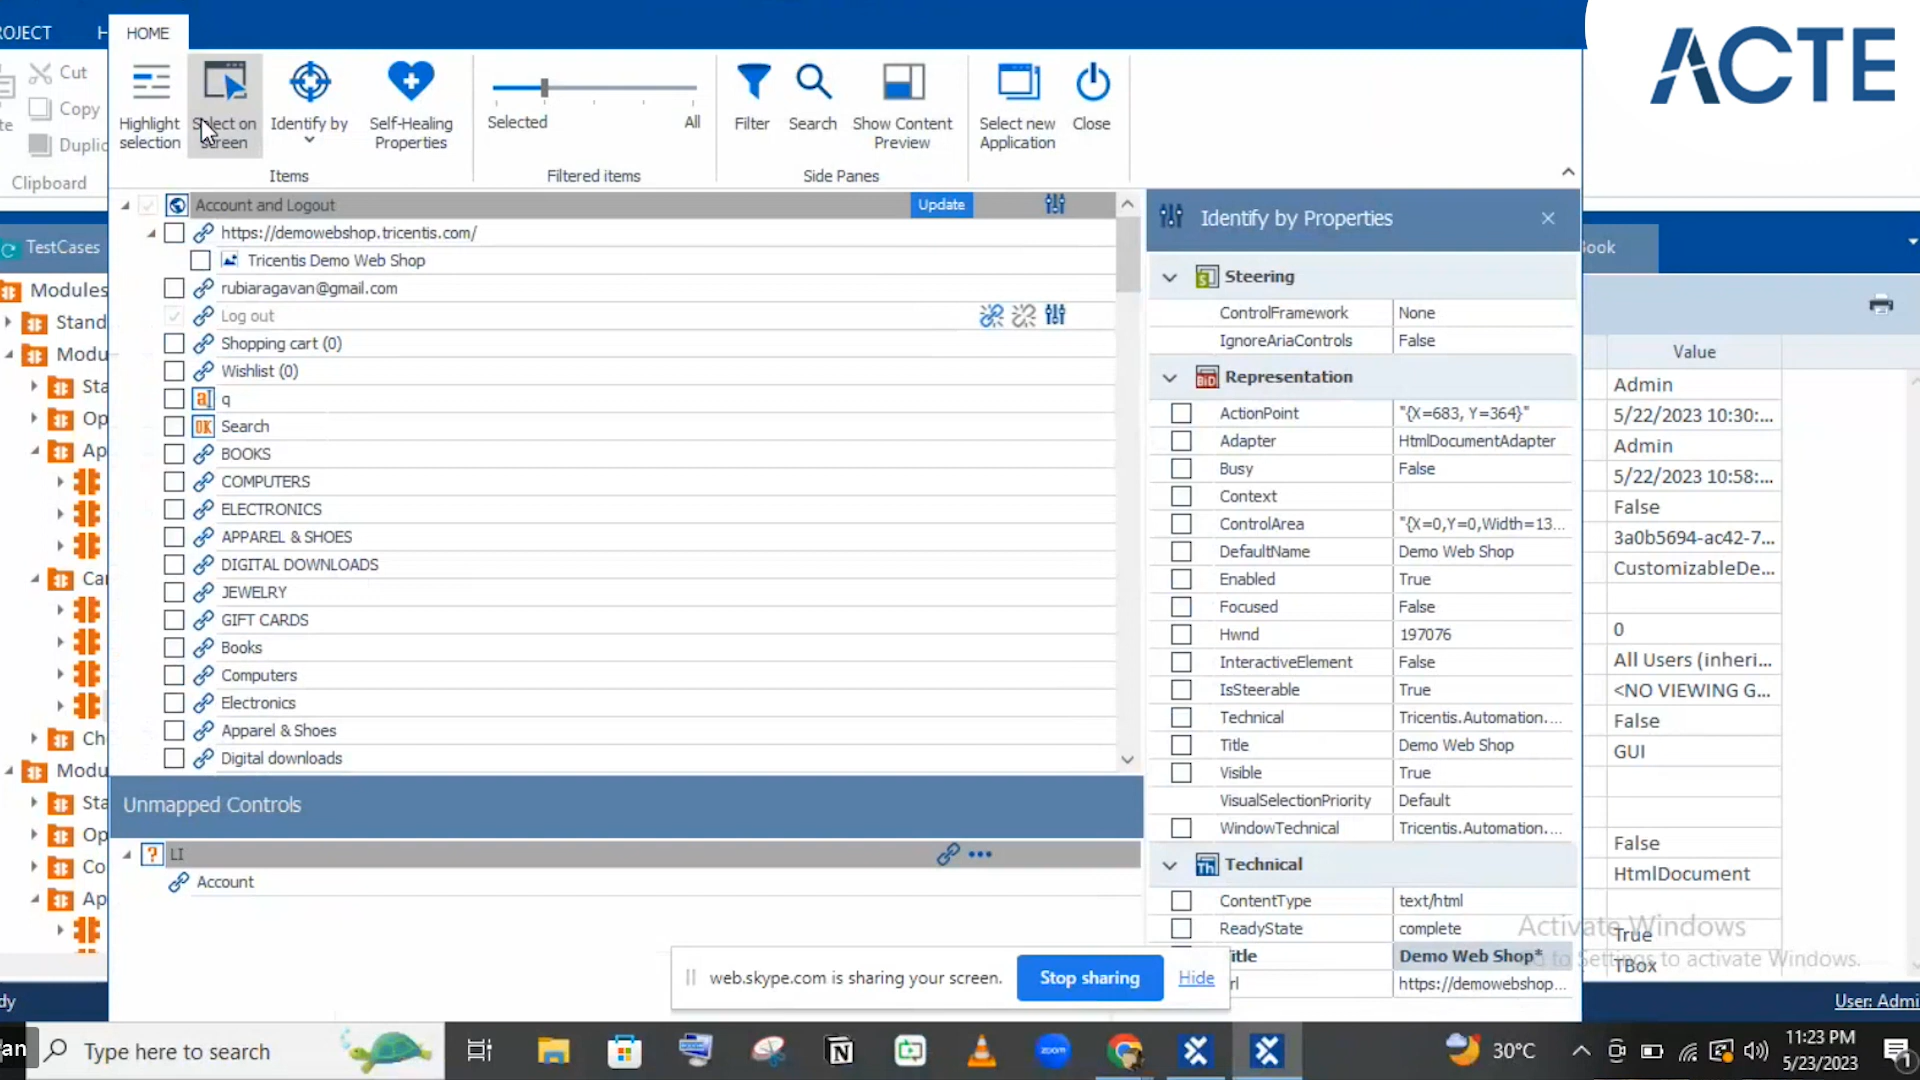 ROJECT
H
HOME
ACTE
Cut
Copy
Duplic
te
Clipboard
Highlight selection
Select on screen
Identify by
Self-Healing Properties
Items
Selected
All
Filtered items
Filter
Search
Show Content Preview
Side Panes
Select new Application
Close
TestCases
Modules
Stand
Modu
Sta
Op
Ap
Car
Ch
Modu
Sta
Op
Co
Ap
Account and Logout
Update
https://demowebshop.tricentis.com/
Tricentis Demo Web Shop
rubiaragavan@gmail.com
Log out
Shopping cart (0)
Wishlist (0)
q
Search
BOOKS
COMPUTERS
ELECTRONICS
APPAREL & SHOES
DIGITAL DOWNLOADS
JEWELRY
GIFT CARDS
Books
Computers
Electronics
Apparel & Shoes
Digital downloads
Unmapped Controls
LI
Account
Identify by Properties
Steering
ControlFramework None
IgnoreAriaControls False
Representation
ActionPoint "{X=683, Y=364}"
Adapter HtmlDocumentAdapter
Busy False
Context
ControlArea "{X=0,Y=0,Width=13...
DefaultName Demo Web Shop
Enabled True
Focused False
Hwnd 197076
InteractiveElement False
IsSteerable True
Technical Tricentis.Automation....
Title Demo Web Shop
Visible True
VisualSelectionPriority Default
WindowTechnical Tricentis.Automation....
Technical
ContentType text/html
ReadyState complete
itle Demo Web Shop*
rl https://demowebshop...
ook
Value
Admin
5/22/2023 10:30:...
Admin
5/22/2023 10:58:...
False
3a0b5694-ac42-7...
CustomizableDe...
0
All Users (inheri...
<NO VIEWING G...
False
GUI
False
HtmlDocument
True
TBox
Activate Windows
Go to Settings to activate Windows.
web.skype.com is sharing your screen.
Stop sharing
Hide
dy
User: Admi
an
Type here to search
zoom
30°C
11:23 PM
5/23/2023
1